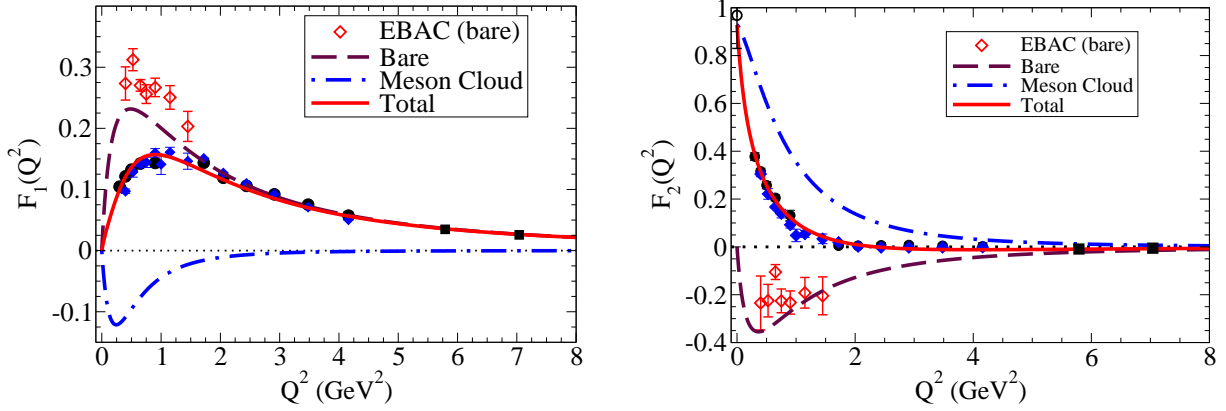 EBAC (bare)
Bare
Meson Cloud
Total
F₁(Q²)
0.3
0.2
0.1
0
-0.1
0 1 2 3 4 5 6 7 8
Q² (GeV²)
EBAC (bare)
Bare
Meson Cloud
Total
F₂(Q²)
1
0.8
0.6
0.4
0.2
0
-0.2
-0.4
0 2 4 6 8
Q² (GeV²)